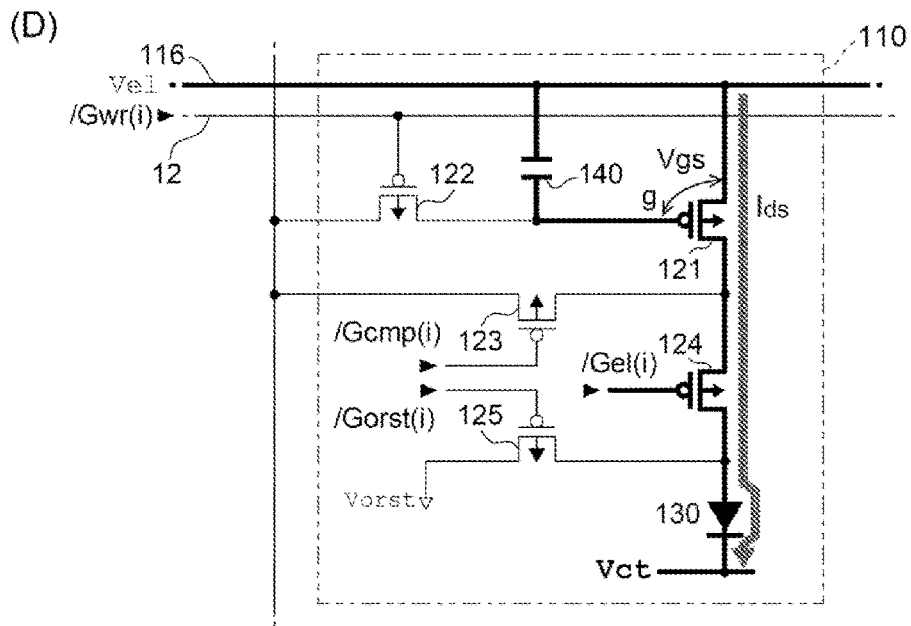 (D)
110
116
Vel
/Gwr(i)
12
122
140
Vgs
g
Ids
121
/Gcmp(i)
123
/Gel(i)
124
/Gorst(i)
125
Vorst
130
Vct